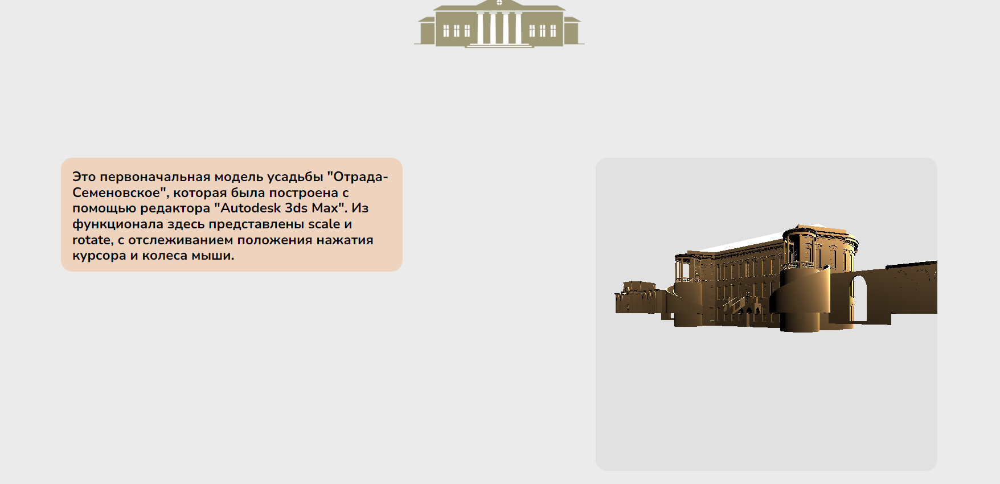 Это первоначальная модель усадьбы "Отрада-
Семеновское", которая была построена с
помощью редактора "Autodesk 3ds Max". Из
функционала здесь представлены scale и
rotate, с отслеживанием положения нажатия
курсора и колеса мыши.